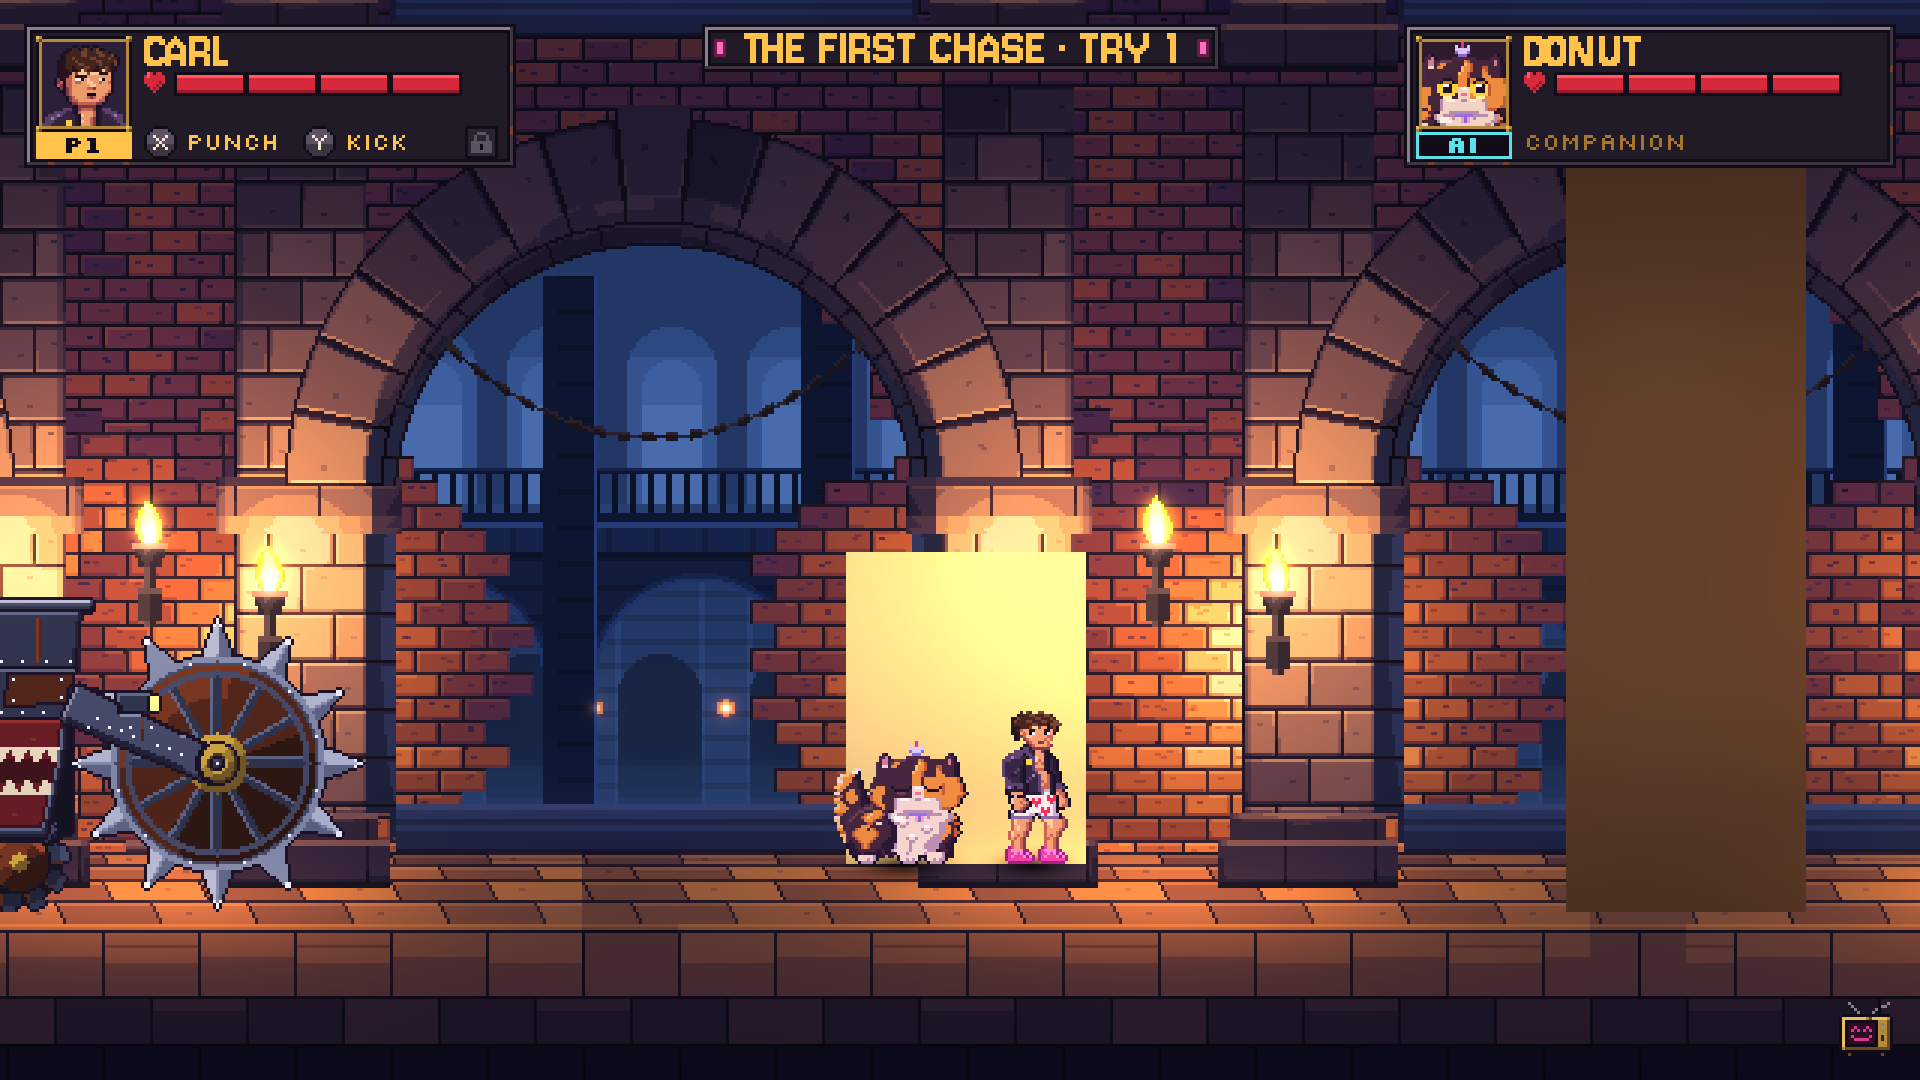 CARL
P1
X PUNCH Y KICK
THE FIRST CHASE · TRY 1
DONUT
AI
COMPANION